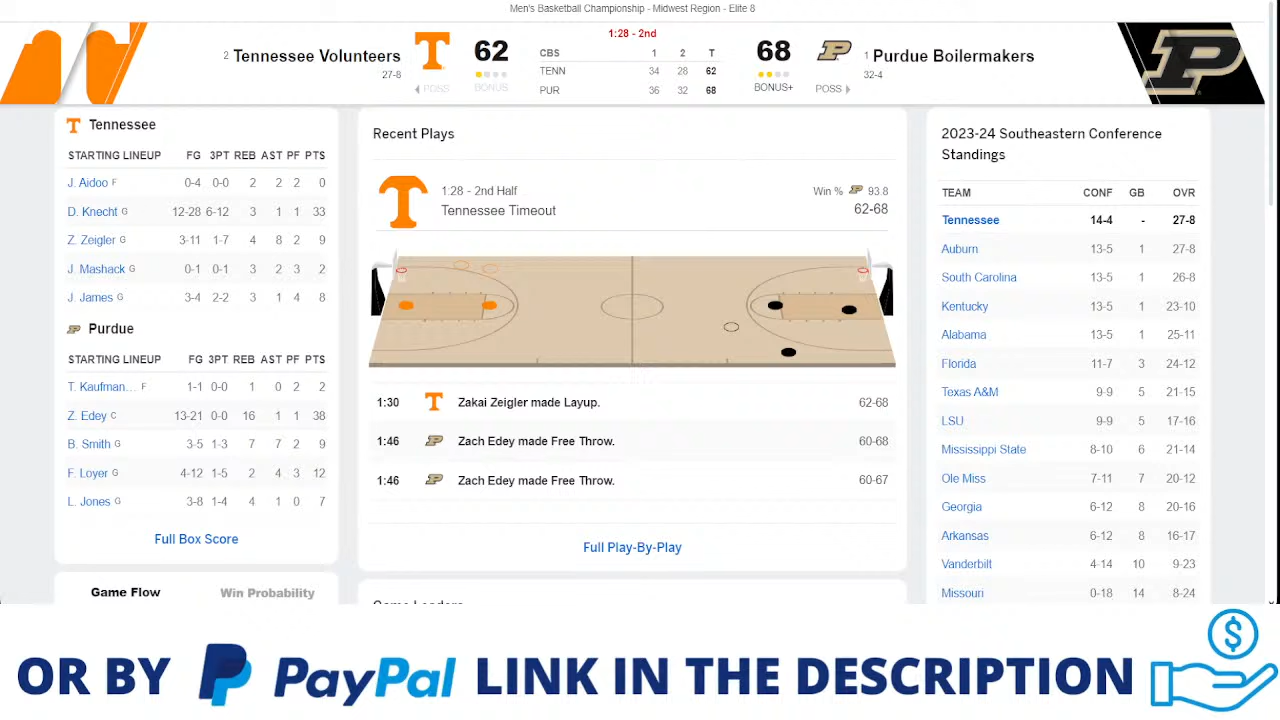 Men's Basketball Championship - Midwest Region - Elite 8
2 Tennessee Volunteers
27-8
T
62
POSS
BONUS
1:28 - 2nd
CBS 1 2 T
TENN 34 28 62
PUR 36 32 68
68
BONUS+
P
POSS
1 Purdue Boilermakers
32-4
P
Tennessee
STARTING LINEUP FG 3PT REB AST PF PTS
J. Aidoo F 0-4 0-0 2 2 2 0
D. Knecht G 12-28 6-12 3 1 1 33
Z. Zeigler G 3-11 1-7 4 8 2 9
J. Mashack G 0-1 0-1 3 2 3 2
J. James G 3-4 2-2 3 1 4 8
Purdue
STARTING LINEUP FG 3PT REB AST PF PTS
T. Kaufman... F 1-1 0-0 1 0 2 2
Z. Edey C 13-21 0-0 16 1 1 38
B. Smith G 3-5 1-3 7 7 2 9
F. Loyer G 4-12 1-5 2 4 3 12
L. Jones G 3-8 1-4 4 1 0 7
Full Box Score
Game Flow Win Probability
Recent Plays
1:28 - 2nd Half
Tennessee Timeout
Win % P 93.8
62-68
1:30 T Zakai Zeigler made Layup. 62-68
1:46 P Zach Edey made Free Throw. 60-68
1:46 P Zach Edey made Free Throw. 60-67
Full Play-By-Play
Game Leaders
2023-24 Southeastern Conference
Standings
TEAM CONF GB OVR
Tennessee 14-4 - 27-8
Auburn 13-5 1 27-8
South Carolina 13-5 1 26-8
Kentucky 13-5 1 23-10
Alabama 13-5 1 25-11
Florida 11-7 3 24-12
Texas A&M 9-9 5 21-15
LSU 9-9 5 17-16
Mississippi State 8-10 6 21-14
Ole Miss 7-11 7 20-12
Georgia 6-12 8 20-16
Arkansas 6-12 8 16-17
Vanderbilt 4-14 10 9-23
Missouri 0-18 14 8-24
OR BY PayPal LINK IN THE DESCRIPTION
$